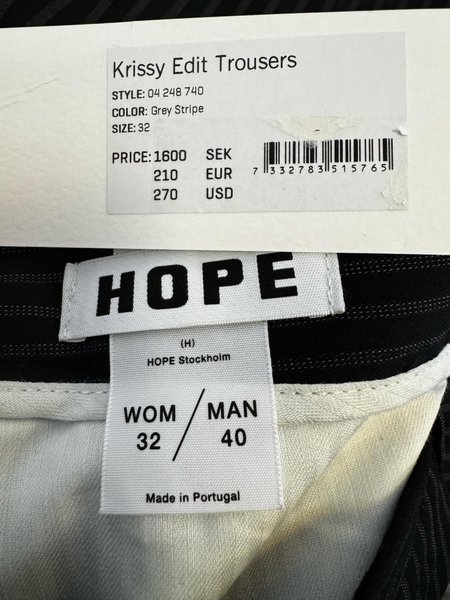 Krissy Edit Trousers
STYLE: 04 248 740
COLOR: Grey Stripe
SIZE: 32
PRICE: 1600 SEK
210 EUR
270 USD
7 332783 515765
HOPE
(H)
HOPE Stockholm
WOM / MAN
32 40
Made in Portugal